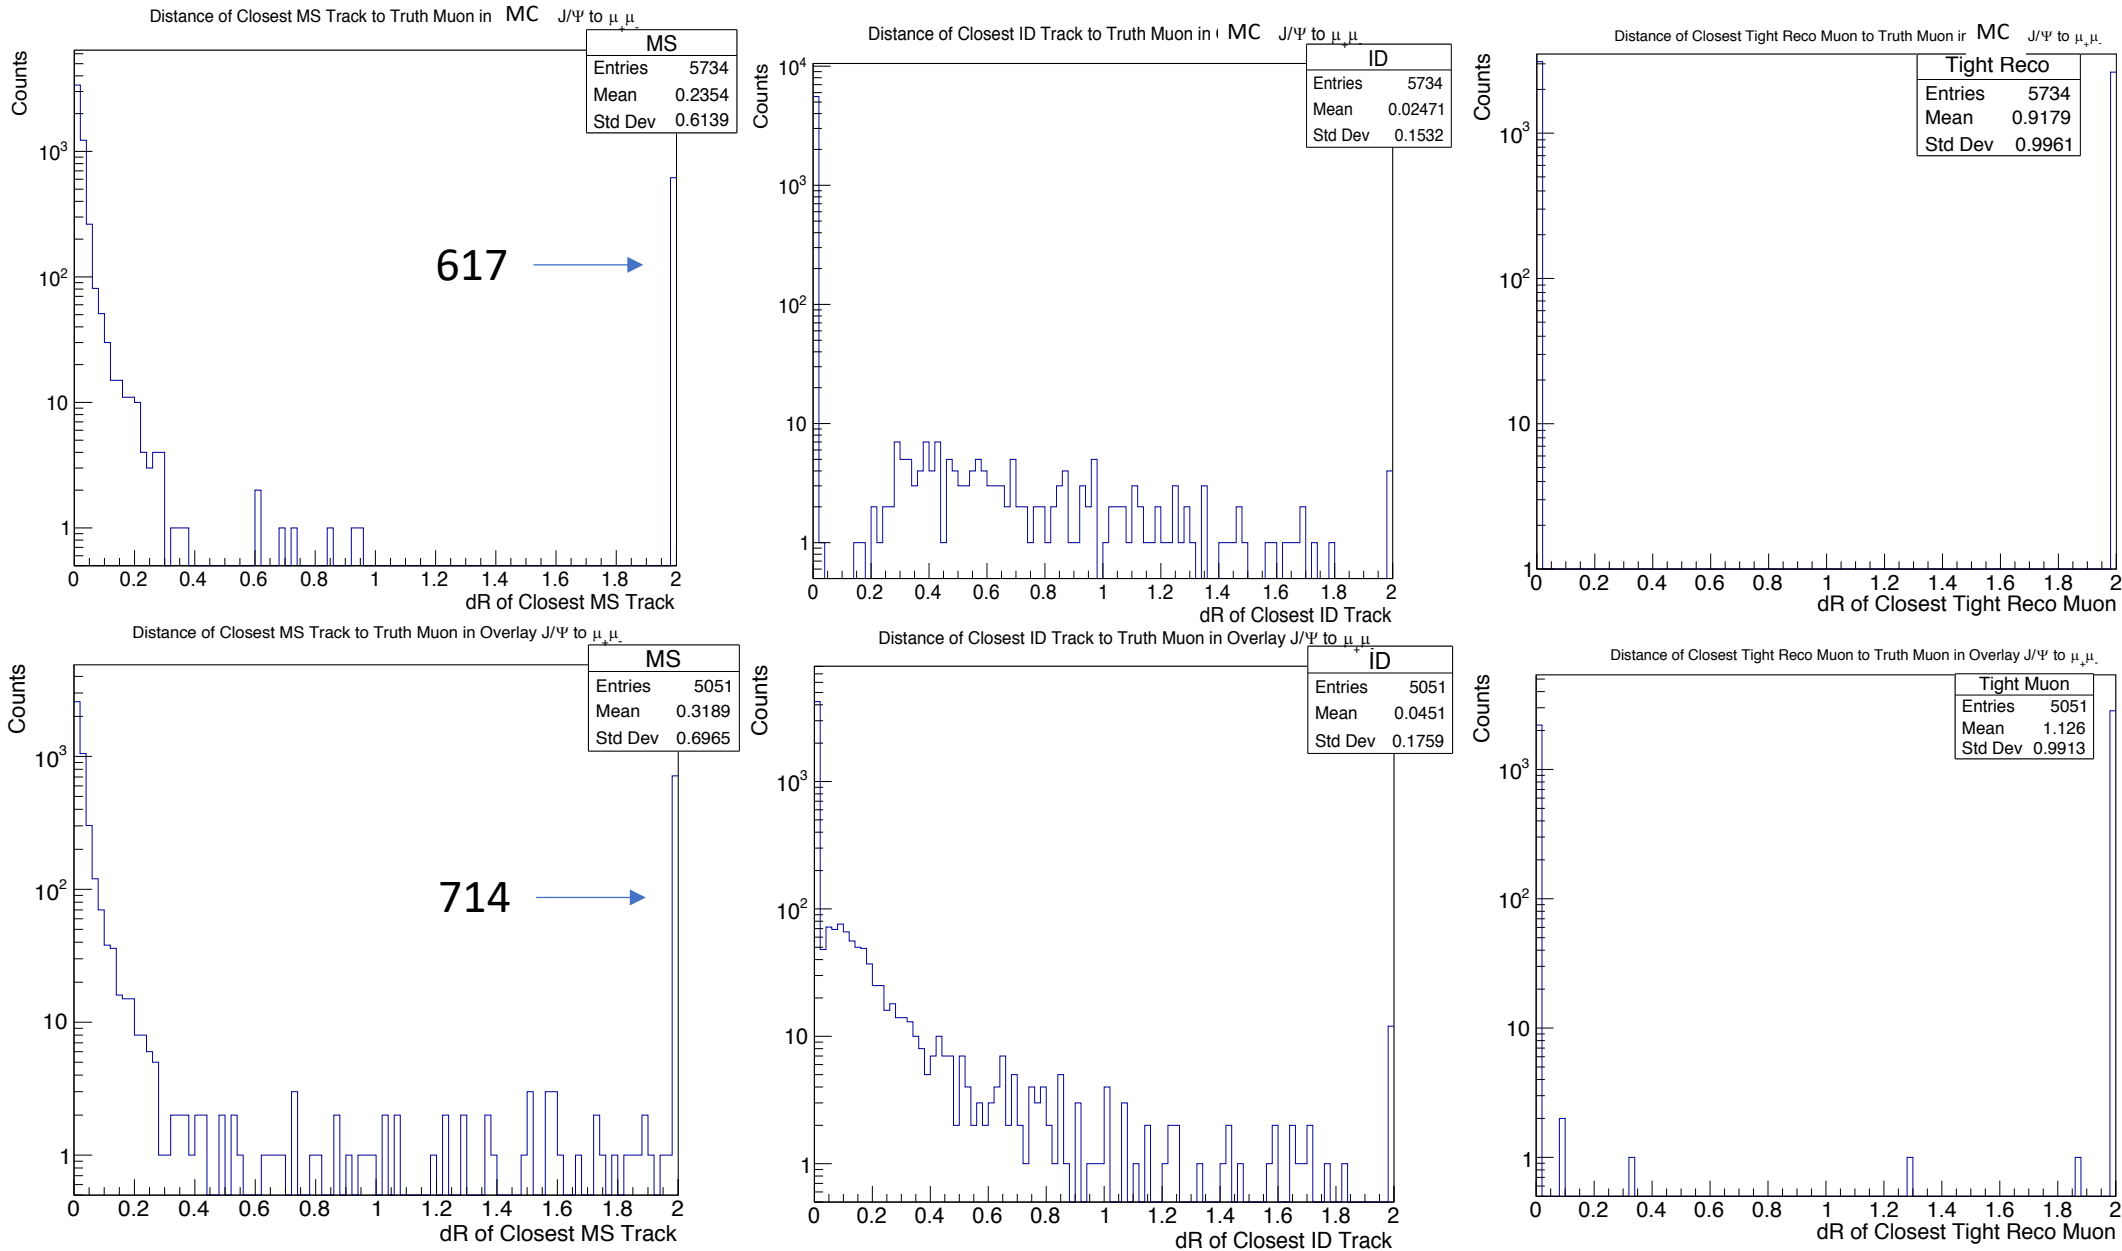 Distance of Closest MS Track to Truth Muon in MC J/Ψ to μ+μ-
MS
Entries 5734
Mean 0.2354
Std Dev 0.6139
Counts
10³
10²
10
1
617
0 0.2 0.4 0.6 0.8 1 1.2 1.4 1.6 1.8 2
dR of Closest MS Track
Distance of Closest ID Track to Truth Muon in MC J/Ψ to μ+μ-
ID
Entries 5734
Mean 0.02471
Std Dev 0.1532
Counts
10⁴
10³
10²
10
1
0 0.2 0.4 0.6 0.8 1 1.2 1.4 1.6 1.8 2
dR of Closest ID Track
Distance of Closest Tight Reco Muon to Truth Muon in MC J/Ψ to μ+μ-
Tight Reco
Entries 5734
Mean 0.9179
Std Dev 0.9961
Counts
10³
10²
10
1
0 0.2 0.4 0.6 0.8 1 1.2 1.4 1.6 1.8 2
dR of Closest Tight Reco Muon
Distance of Closest MS Track to Truth Muon in Overlay J/Ψ to μ+μ-
MS
Entries 5051
Mean 0.3189
Std Dev 0.6965
Counts
10³
10²
10
1
714
0 0.2 0.4 0.6 0.8 1 1.2 1.4 1.6 1.8 2
dR of Closest MS Track
Distance of Closest ID Track to Truth Muon in Overlay J/Ψ to μ+μ-
ID
Entries 5051
Mean 0.0451
Std Dev 0.1759
Counts
10³
10²
10
1
0 0.2 0.4 0.6 0.8 1 1.2 1.4 1.6 1.8 2
dR of Closest ID Track
Distance of Closest Tight Reco Muon to Truth Muon in Overlay J/Ψ to μ+μ-
Tight Muon
Entries 5051
Mean 1.126
Std Dev 0.9913
Counts
10³
10²
10
1
0 0.2 0.4 0.6 0.8 1 1.2 1.4 1.6 1.8 2
dR of Closest Tight Reco Muon